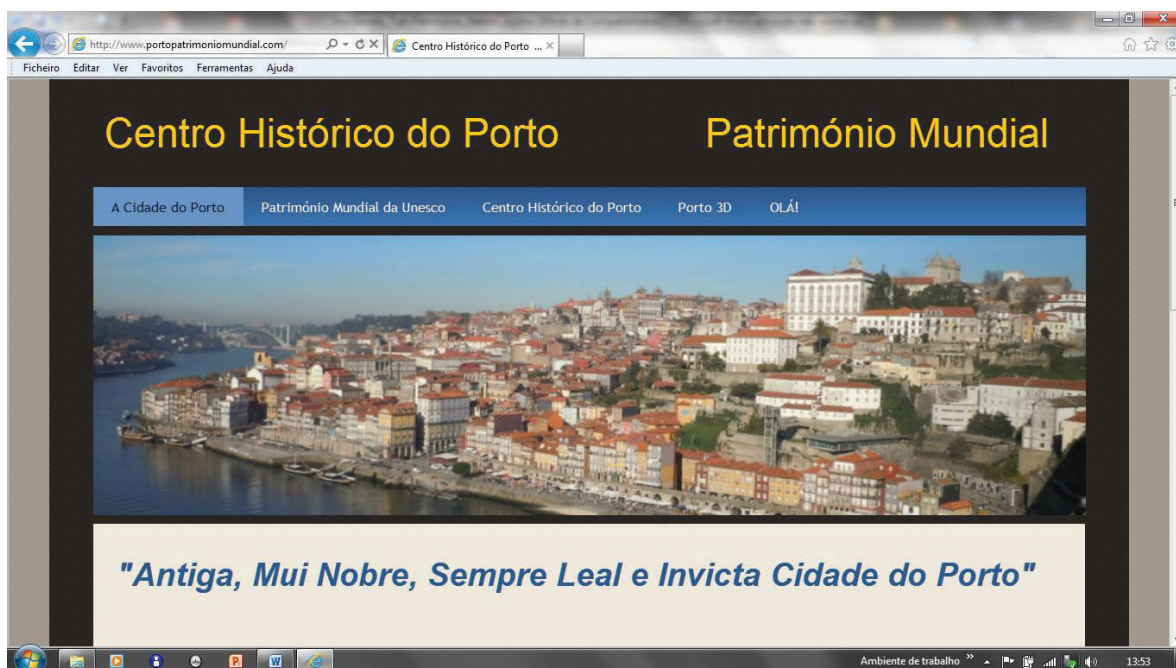 http://www.portopatrimoniomundial.com/
Centro Histórico do Porto ...
Ficheiro Editar Ver Favoritos Ferramentas Ajuda
Centro Histórico do Porto Património Mundial
A Cidade do Porto Património Mundial da Unesco Centro Histórico do Porto Porto 3D OLÁ!
"Antiga, Mui Nobre, Sempre Leal e Invicta Cidade do Porto"
Ambiente de trabalho 13:53